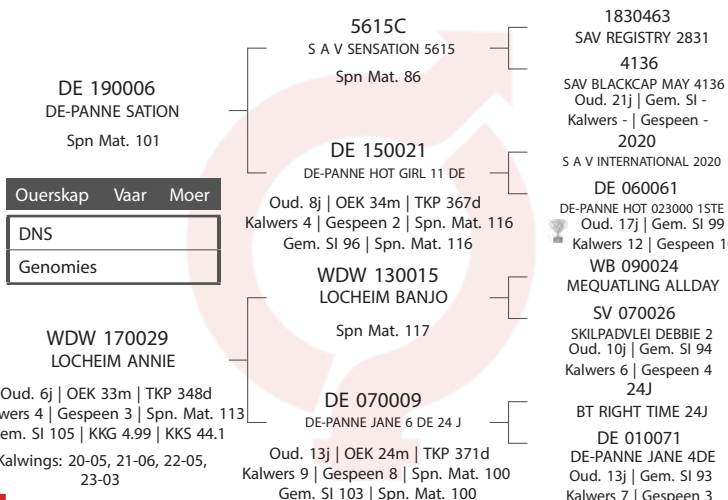 DE 190006
DE-PANNE SATION
Spn Mat. 101
Ouerskap Vaar Moer
DNS
Genomies
WDW 170029
LOCHEIM ANNIE
Oud. 6j | OEK 33m | TKP 348d
4 | Gespeen 3 | Spn. Mat. 113
SI 105 | KKG 4.99 | KKS 44.1
Kalwings: 20-05, 21-06, 22-05,
23-03
5615C
S A V SENSATION 5615
Spn Mat. 86
DE 150021
DE-PANNE HOT GIRL 11 DE
Oud. 8j | OEK 34m | TKP 367d
Kalwers 4 | Gespeen 2 | Spn. Mat. 116
Gem. SI 96 | Spn. Mat. 116
WDW 130015
LOCHEIM BANJO
Spn Mat. 117
DE 070009
DE-PANNE JANE 6 DE 24 J
Oud. 13j | OEK 24m | TKP 371d
Kalwers 9 | Gespeen 8 | Spn. Mat. 100
Gem. SI 103 | Spn. Mat. 100
1830463
SAV REGISTRY 2831
4136
SAV BLACKCAP MAY 4136
Oud. 21j | Gem. SI -
Kalwers - | Gespeen -
2020
S A V INTERNATIONAL 2020
DE 060061
DE-PANNE HOT 023000 1STE
Oud. 17j | Gem. SI 99
Kalwers 12 | Gespeen
WB 090024
MEQUATLING ALLDAY
SV 070026
SKILPADVLEI DEBBIE 2
Oud. 10j | Gem. SI 94
Kalwers 6 | Gespeen 4
24J
BT RIGHT TIME 24J
DE 010071
DE-PANNE JANE 4DE
Oud. 13j | Gem. SI 93
Kalwers 7 | Gespeen 3